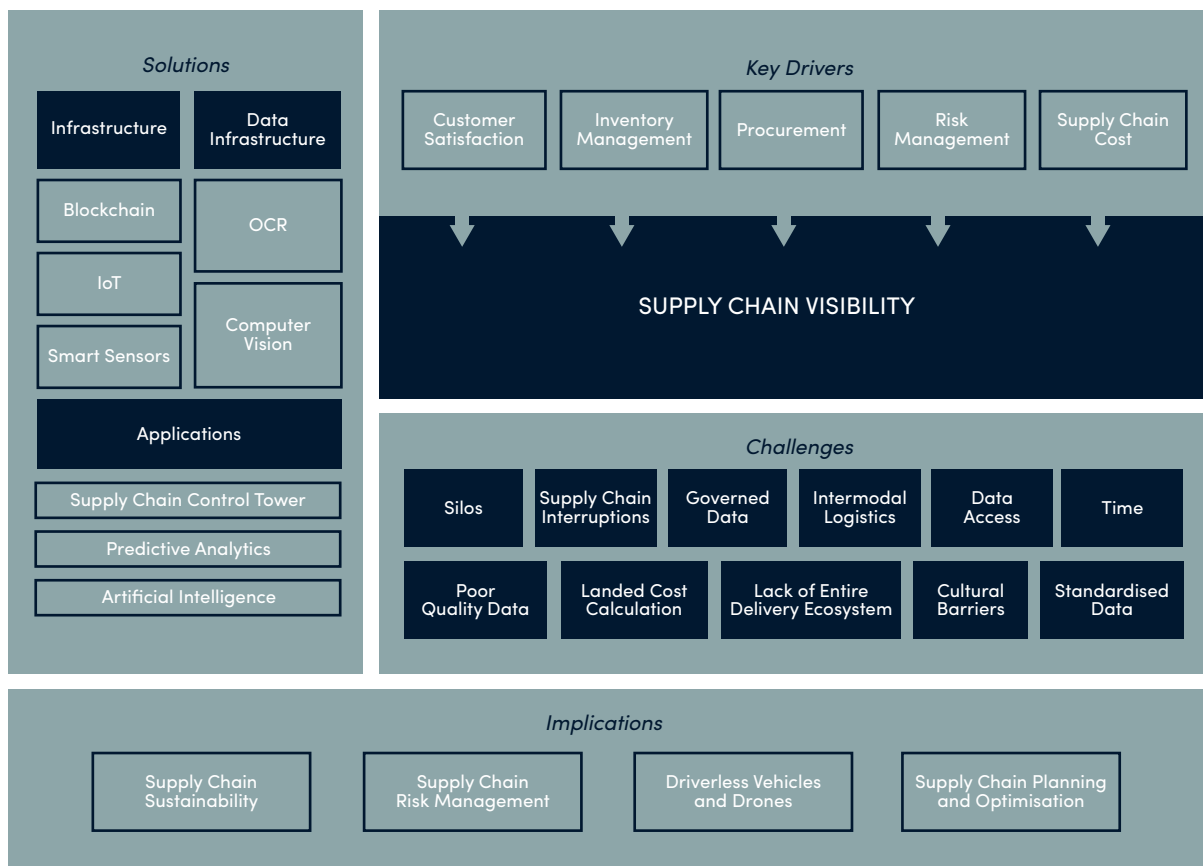 Solutions
Infrastructure
Data
Infrastructure
Blockchain
IoT
Smart Sensors
OCR
Computer
Vision
Applications
Supply Chain Control Tower
Predictive Analytics
Artificial Intelligence
Key Drivers
Customer
Satisfaction
Inventory
Management
Procurement
Risk
Management
Supply Chain
Cost
SUPPLY CHAIN VISIBILITY
Challenges
Silos
Supply Chain
Interruptions
Governed
Data
Intermodal
Logistics
Data
Access
Time
Poor
Quality Data
Landed Cost
Calculation
Lack of Entire
Delivery Ecosystem
Cultural
Barriers
Standardised
Data
Implications
Supply Chain
Sustainability
Supply Chain
Risk Management
Driverless Vehicles
and Drones
Supply Chain Planning
and Optimisation